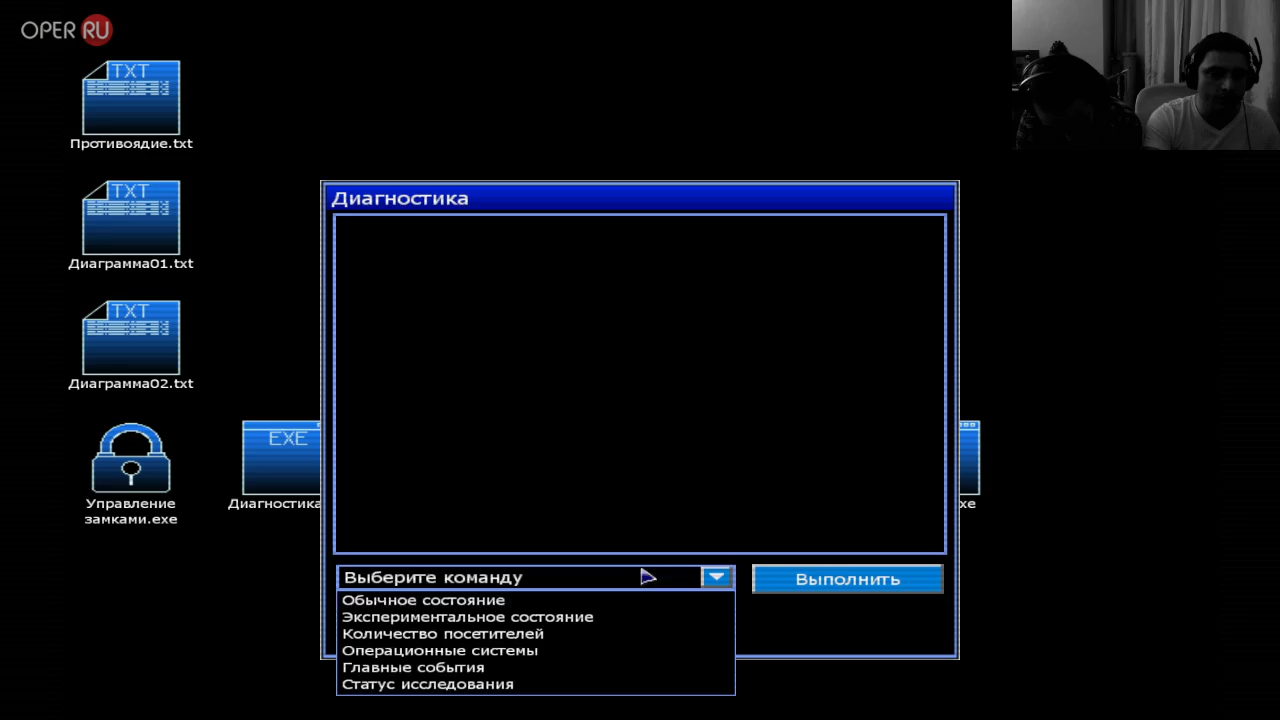 OPER RU
TXT
Противоядие.txt
TXT
Диаграмма01.txt
TXT
Диаграмма02.txt
Управление
замками.exe
EXE
Диагностика
xe
Диагностика
Выберите команду
Выполнить
Обычное состояние
Экспериментальное состояние
Количество посетителей
Операционные системы
Главные события
Статус исследования